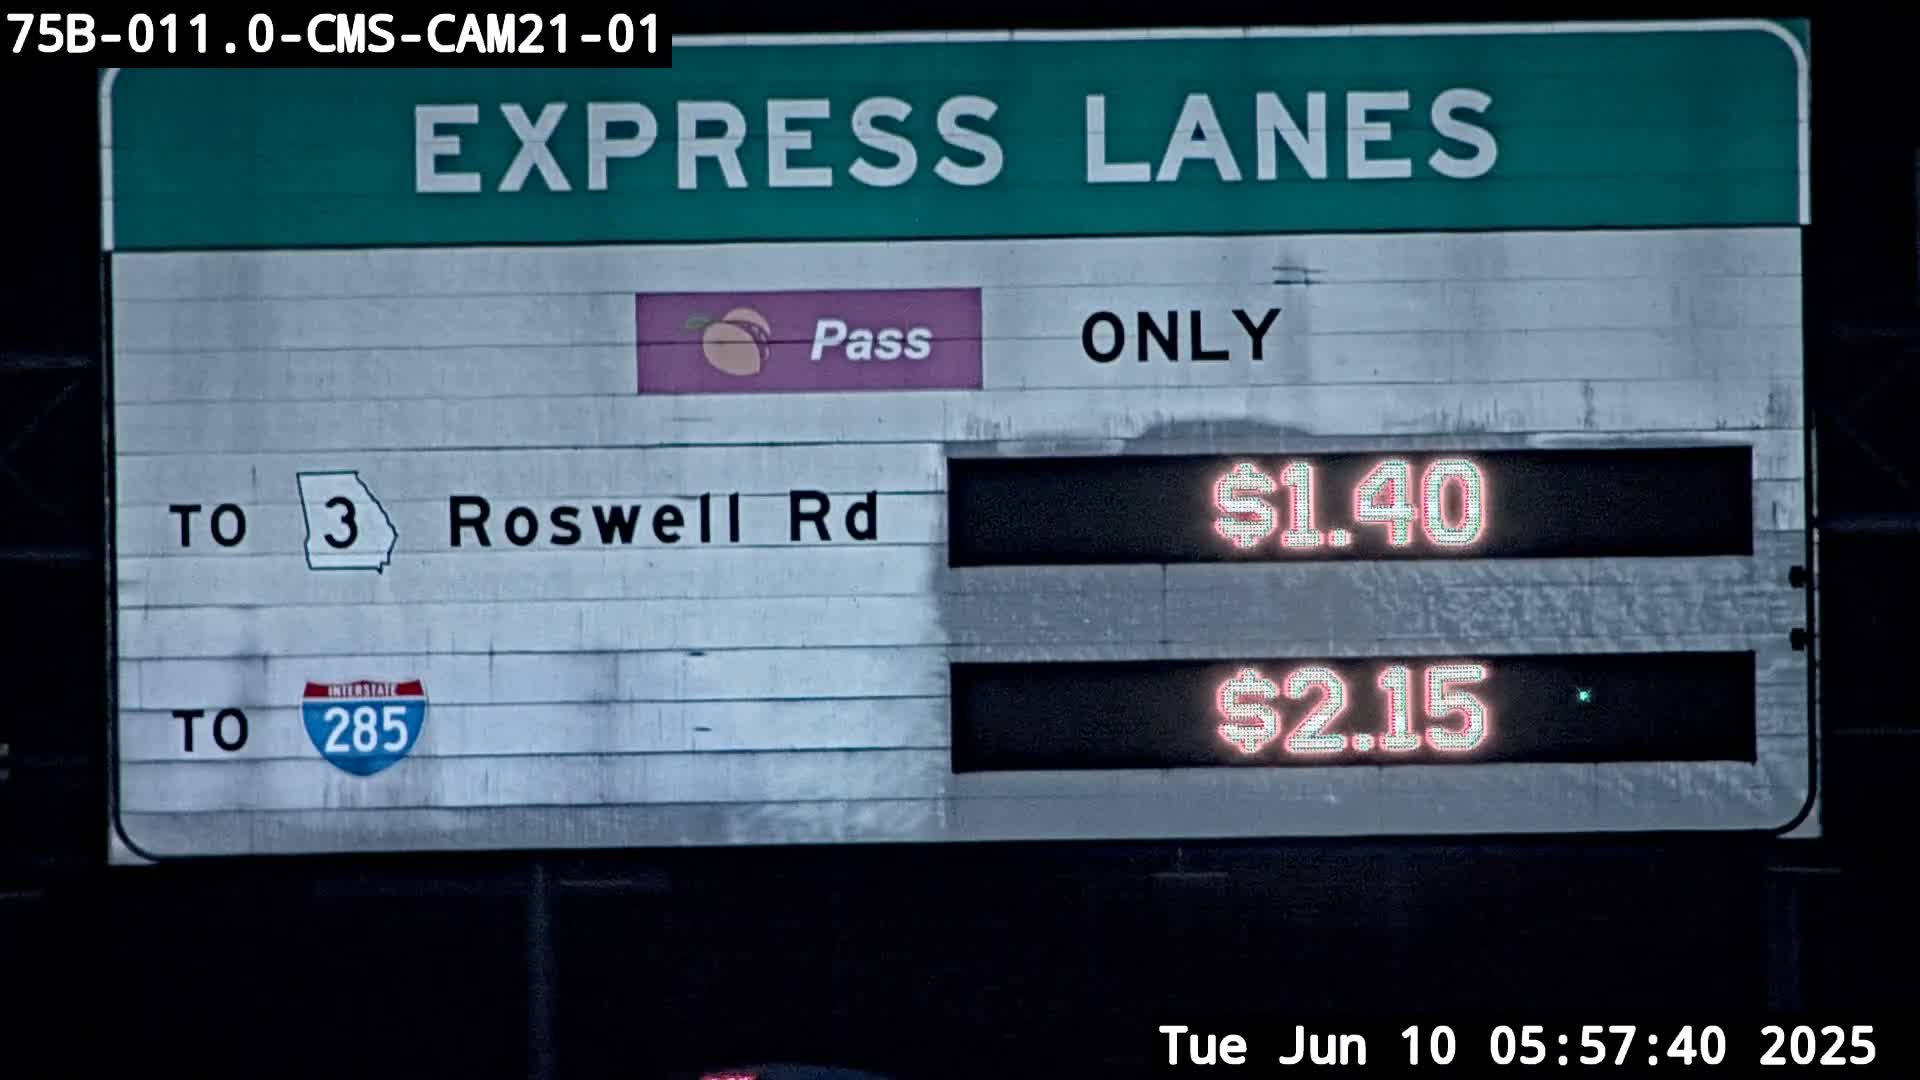 75B-011.0-CMS-CAM21-01
EXPRESS LANES
Pass ONLY
TO 3 Roswell Rd $1.40
TO INTERSTATE 285 $2.15
Tue Jun 10 05:57:40 2025